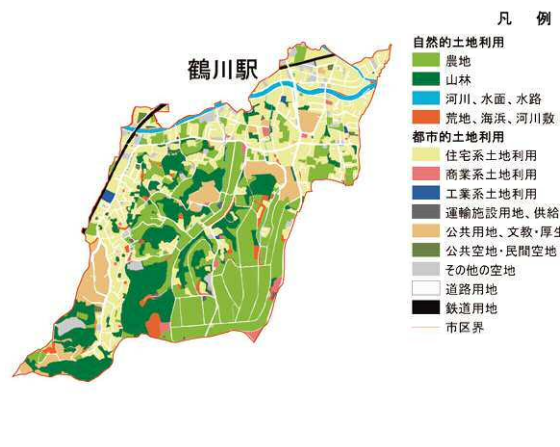 凡 例
鶴川駅
自然的土地利用
農地
山林
河川、水面、水路
荒地、海浜、河川敷
都市的土地利用
住宅系土地利用
商業系土地利用
工業系土地利用
運輸施設用地、供給
公共用地、文教・厚生
公共空地・民間空地
その他の空地
道路用地
鉄道用地
市区界